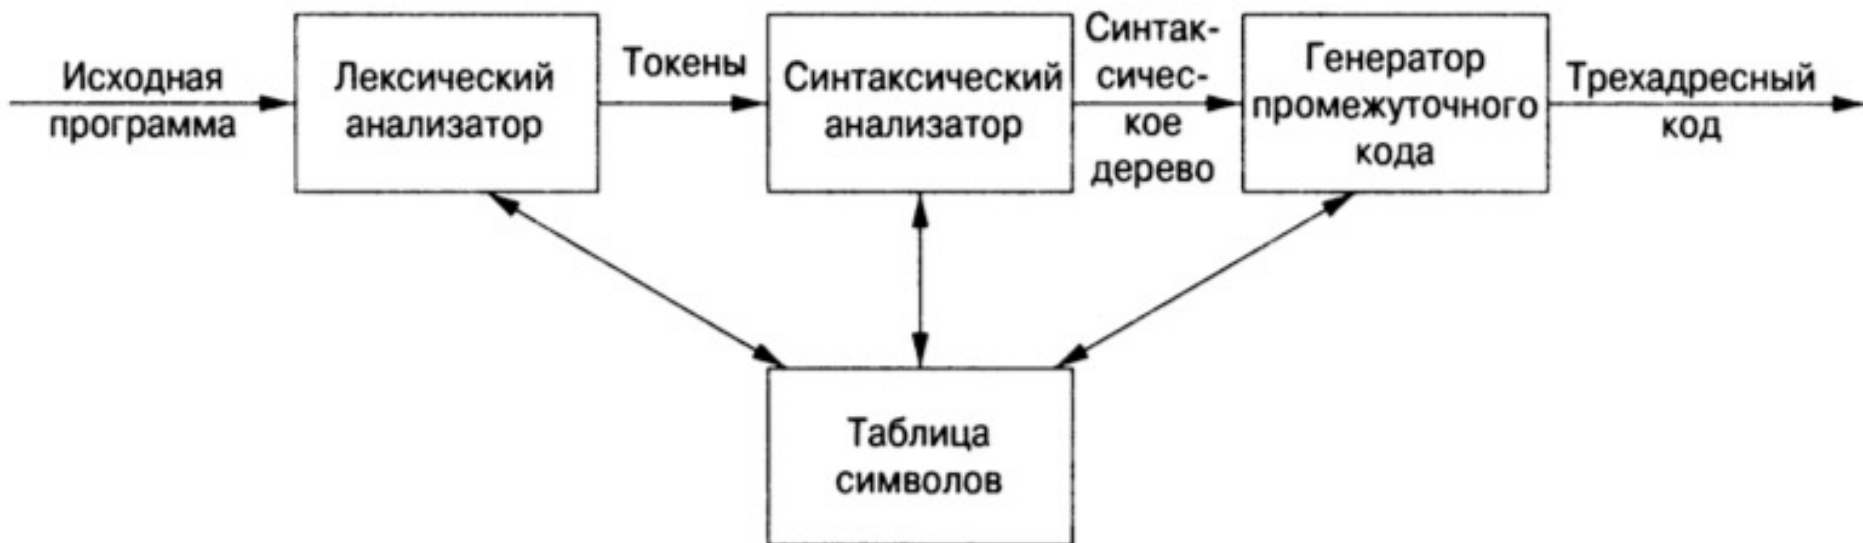 Исходная
программа
Лексический
анализатор
Токены
Синтаксический
анализатор
Синтак-
сичес-
кое
дерево
Генератор
промежуточного
кода
Трехадресный
код
Таблица
символов